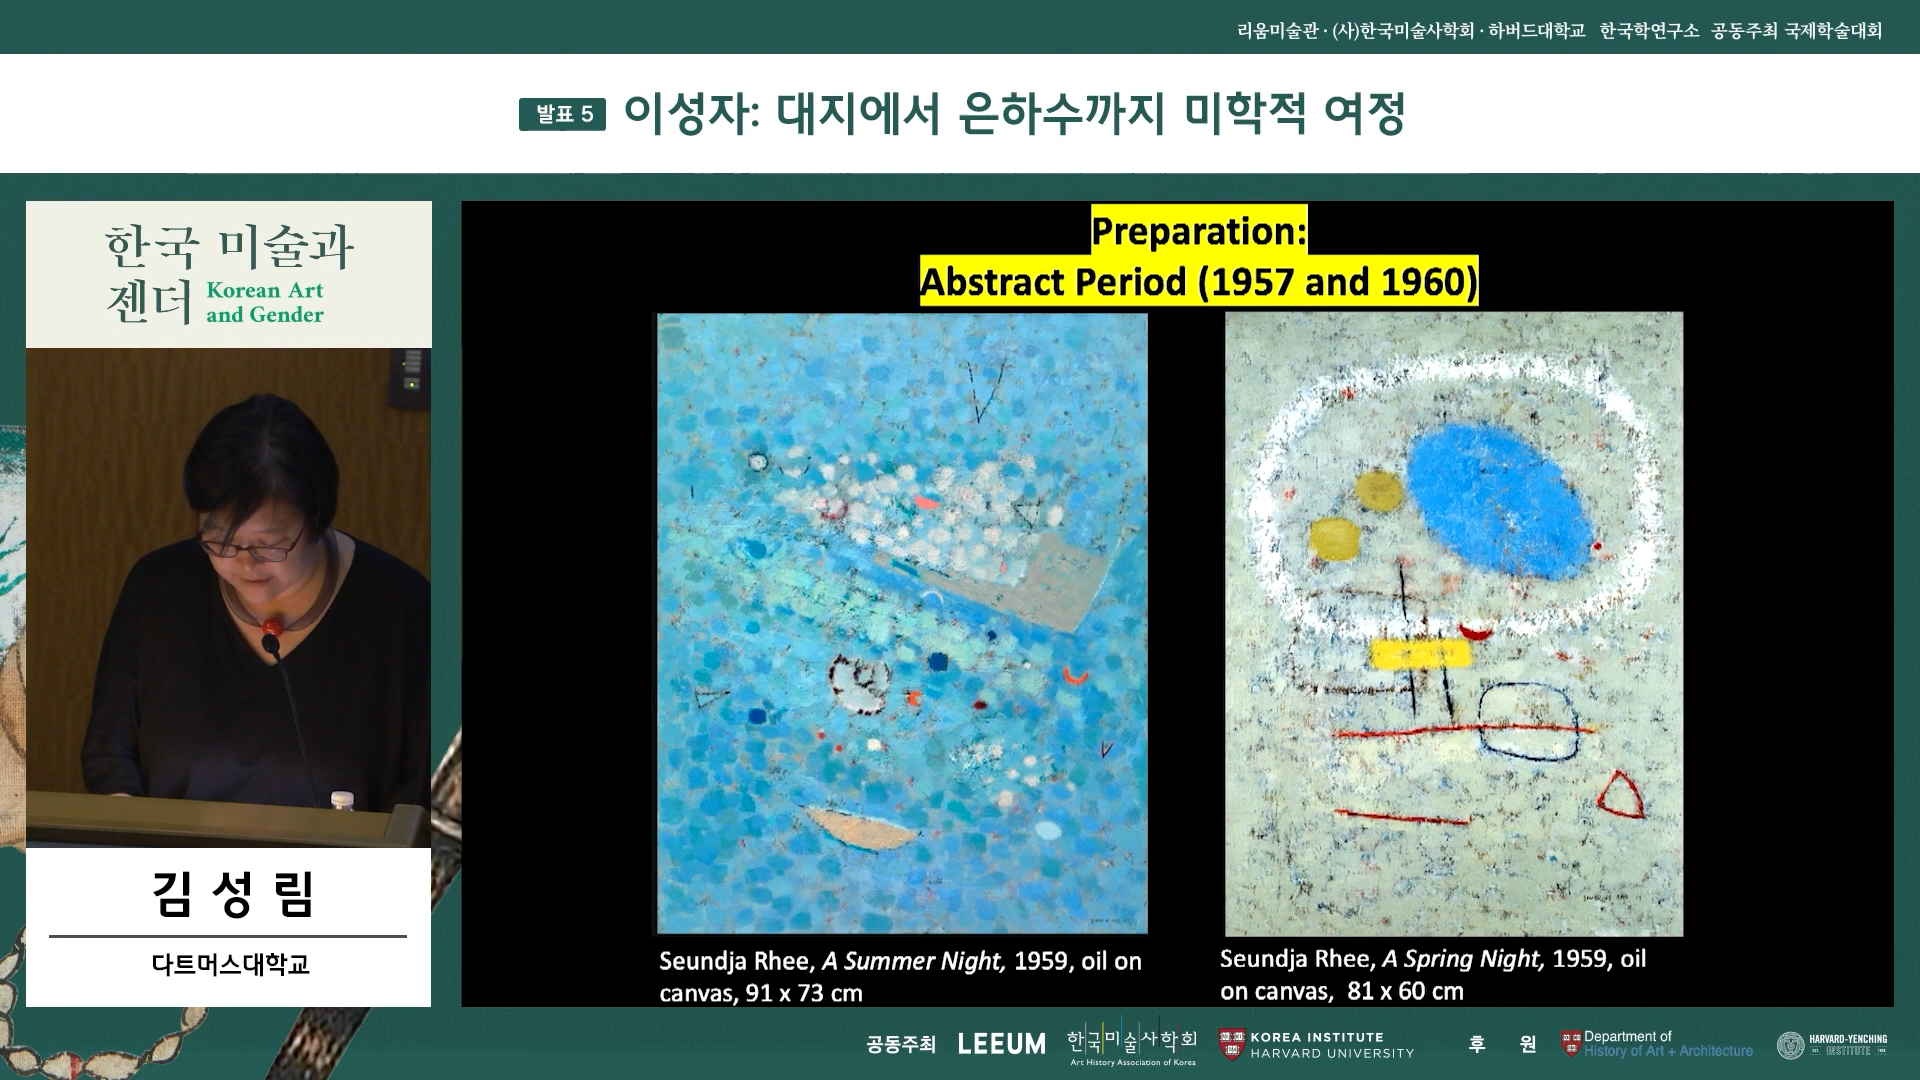 리움미술관 · (사)한국미술사학회 · 하버드대학교 한국학연구소 공동주최 국제학술대회
발표 5 이성자: 대지에서 은하수까지 미학적 여정
한국 미술과
젠더 Korean Art
and Gender
김성림
다트머스대학교
Preparation:
Abstract Period (1957 and 1960)
Seundja Rhee, A Summer Night, 1959, oil on
canvas, 91 x 73 cm
Seundja Rhee, A Spring Night, 1959, oil
on canvas, 81 x 60 cm
공동주최 LEEUM
한국미술사학회
Art History Association of Korea
KOREA INSTITUTE
HARVARD UNIVERSITY
후 원
Department of
History of Art + Architecture
HARVARD-YENCHING
INSTITUTE